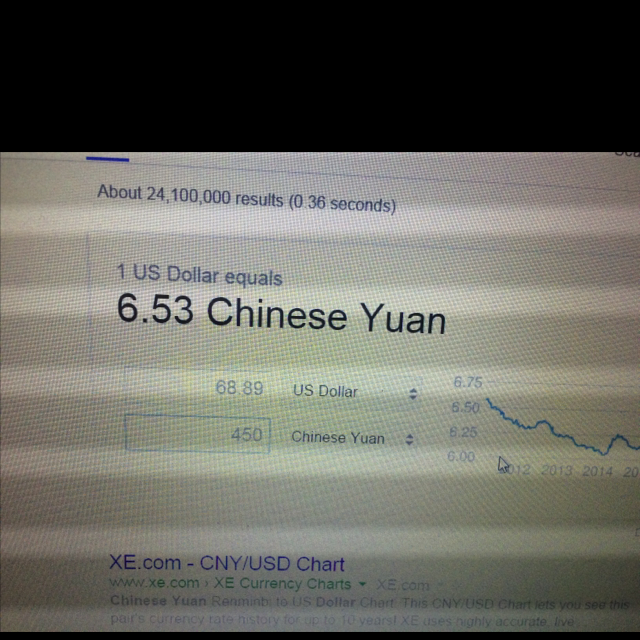 About 24,100,000 results (0.36 seconds)
1 US Dollar equals
6.53 Chinese Yuan
68.89 US Dollar
450 Chinese Yuan
6.75
6.50
6.25
6.00
2013 2014 20
XE.com - CNY/USD Chart
www.xe.com › XE Currency Charts ▾ XE.com
Chinese Yuan Renminbi to US Dollar Chart. This CNY/USD Chart lets you see this
pair's currency rate history for up to 10 years! XE uses highly accurate, live